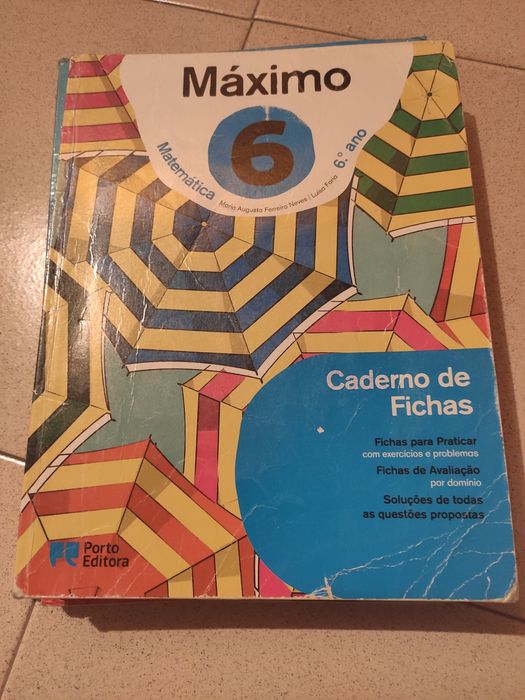 Máximo
6
Matemática
6.º ano
Maria Augusta Ferreira Neves | Luísa Faria
Caderno de
Fichas
Fichas para Praticar
com exercícios e problemas
Fichas de Avaliação
por domínio
Soluções de todas
as questões propostas
Porto
Editora